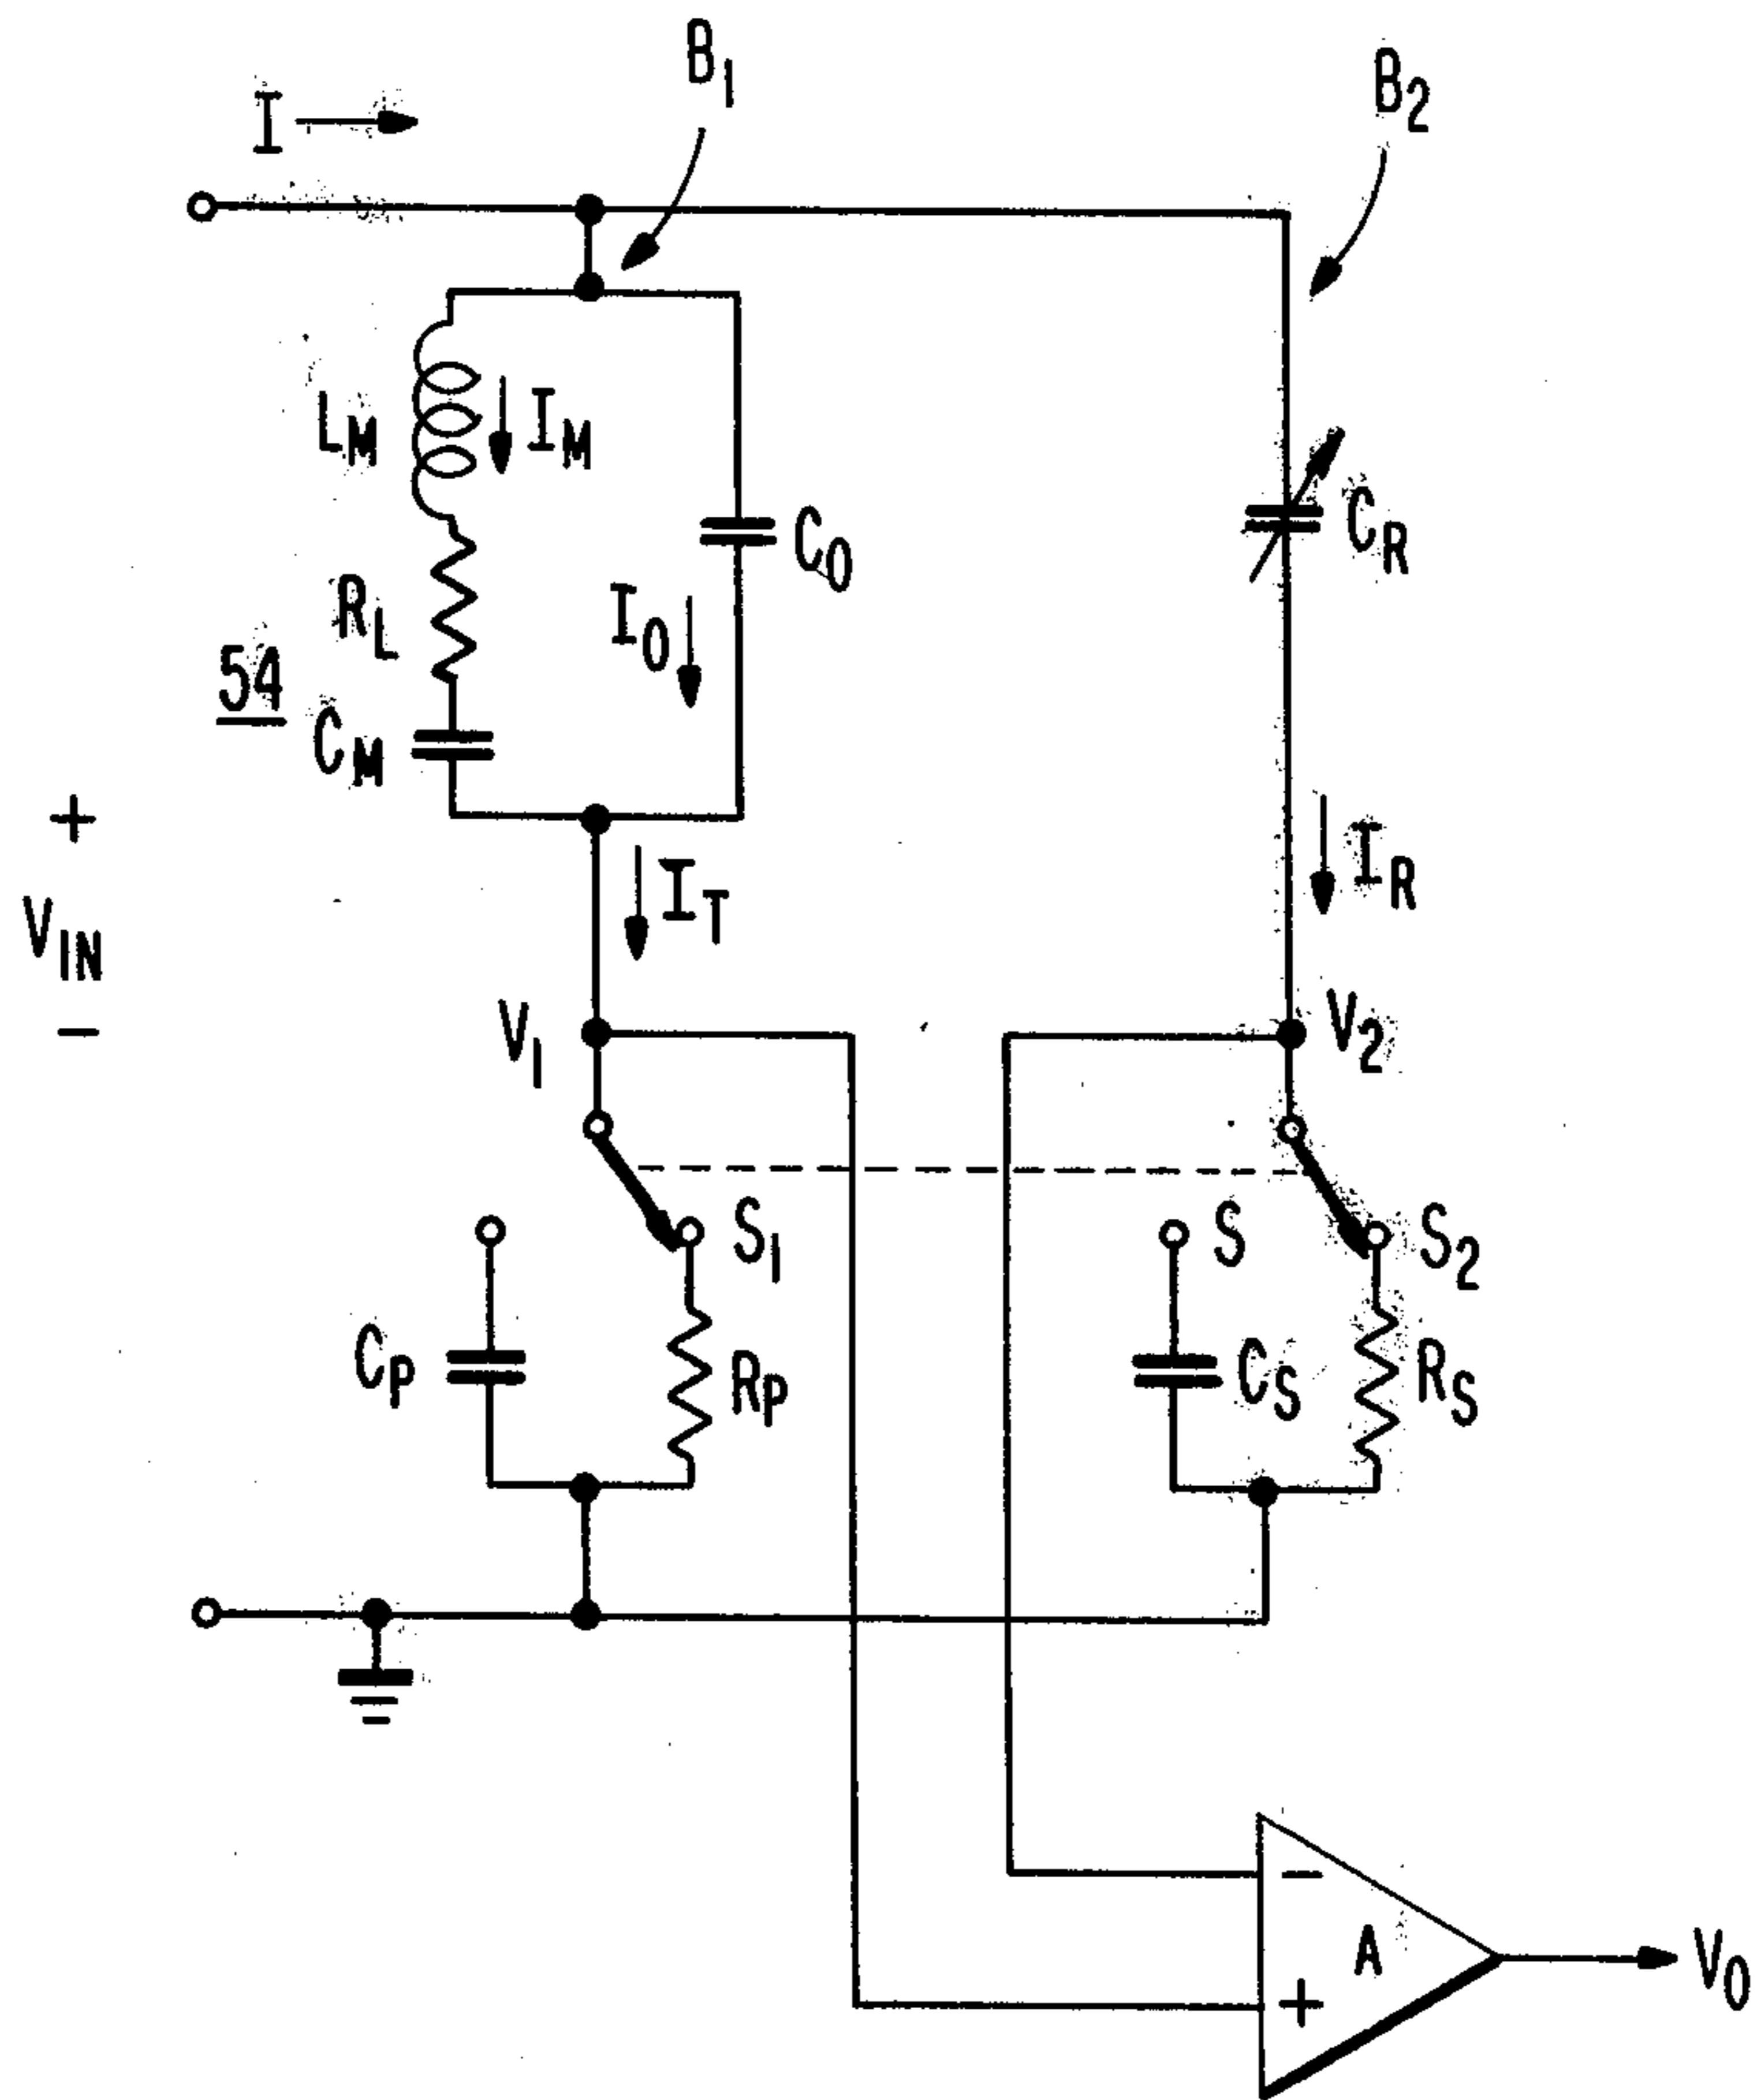 I
B1
B2
LM
IM
CO
CR
RL
IO
54
CM
+
VIN
−
IT
IR
V1
V2
S1
S
S2
CP
RP
CS
RS
−
A
+
VO